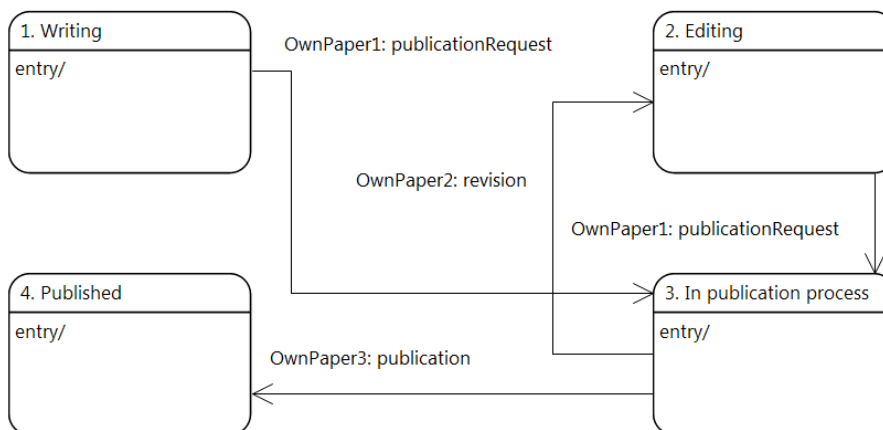 1. Writing
entry/
OwnPaper1: publicationRequest
2. Editing
entry/
OwnPaper2: revision
OwnPaper1: publicationRequest
4. Published
entry/
3. In publication process
entry/
OwnPaper3: publication